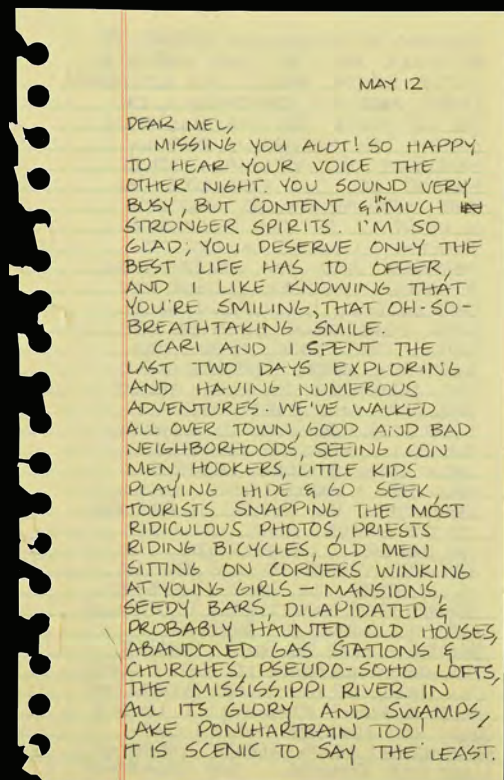 MAY 12
DEAR MEL,
MISSING YOU ALOT! SO HAPPY
TO HEAR YOUR VOICE THE
OTHER NIGHT. YOU SOUND VERY
BUSY, BUT CONTENT & IN MUCH
STRONGER SPIRITS. I'M SO
GLAD; YOU DESERVE ONLY THE
BEST LIFE HAS TO OFFER,
AND I LIKE KNOWING THAT
YOU'RE SMILING, THAT OH-SO-
BREATHTAKING SMILE.
CARI AND I SPENT THE
LAST TWO DAYS EXPLORING
AND HAVING NUMEROUS
ADVENTURES. WE'VE WALKED
ALL OVER TOWN, GOOD AND BAD
NEIGHBORHOODS, SEEING CON
MEN, HOOKERS, LITTLE KIDS
PLAYING HIDE & GO SEEK,
TOURISTS SNAPPING THE MOST
RIDICULOUS PHOTOS, PRIESTS
RIDING BICYCLES, OLD MEN
SITTING ON CORNERS WINKING
AT YOUNG GIRLS — MANSIONS,
SEEDY BARS, DILAPIDATED &
PROBABLY HAUNTED OLD HOUSES,
ABANDONED GAS STATIONS &
CHURCHES, PSEUDO-SOHO LOFTS,
THE MISSISSIPPI RIVER IN
ALL ITS GLORY AND SWAMPS,
LAKE PONCHARTRAIN TOO!
IT IS SCENIC TO SAY THE LEAST.